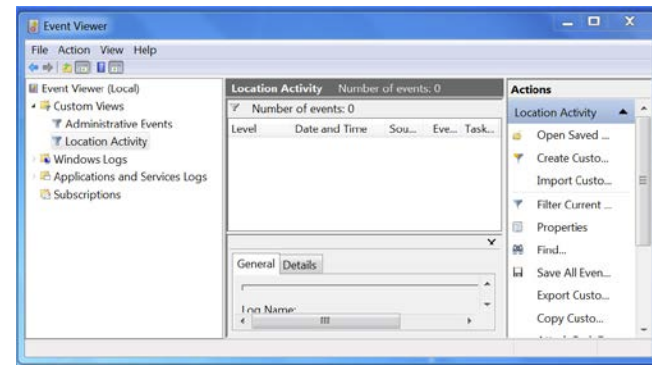 Event Viewer
File Action View Help
Event Viewer (Local)
Custom Views
Administrative Events
Location Activity
Windows Logs
Applications and Services Logs
Subscriptions
Location Activity Number of events: 0
Number of events: 0
Level Date and Time Sou... Eve... Task...
General Details
Log Name:
Actions
Location Activity
Open Saved ...
Create Custo...
Import Custo...
Filter Current ...
Properties
Find...
Save All Even...
Export Custo...
Copy Custo...